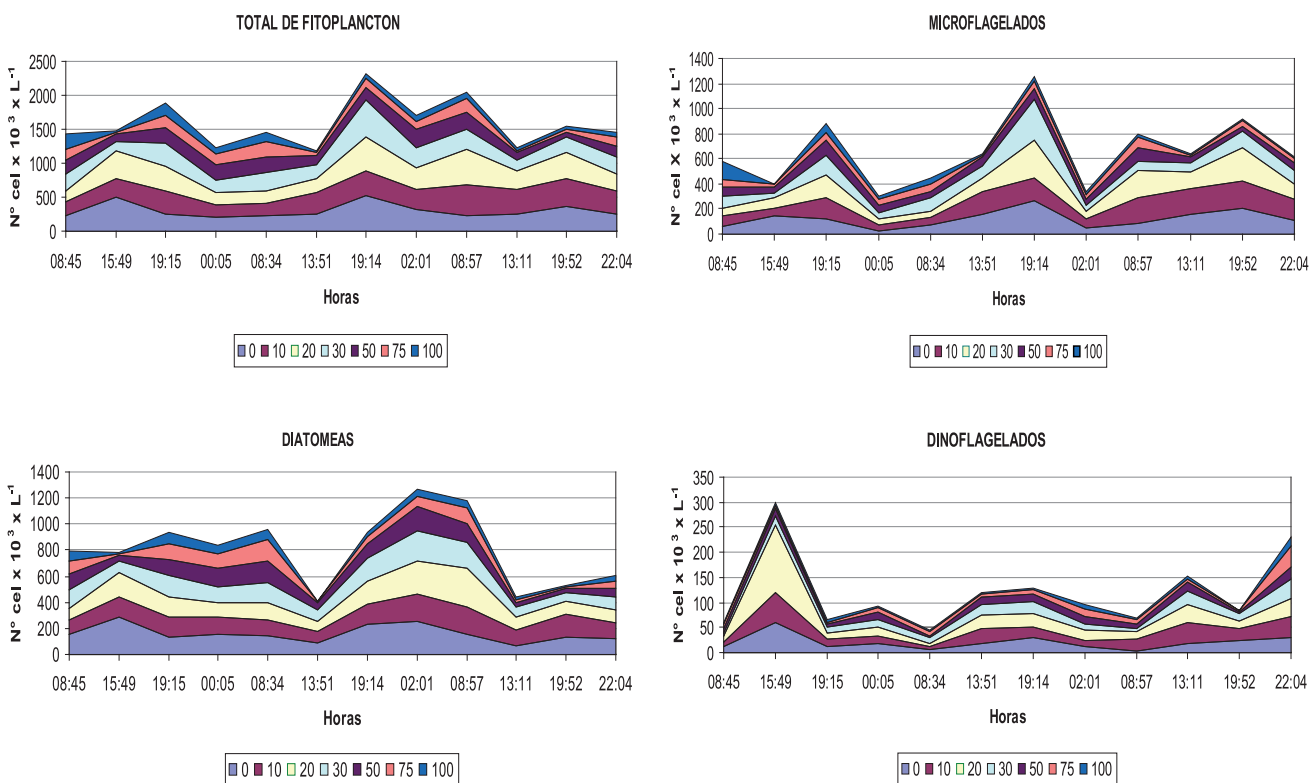 TOTAL DE FITOPLANCTON
N° cel x 10³ x L⁻¹
2500
2000
1500
1000
500
0
08:45 15:49 19:15 00:05 08:34 13:51 19:14 02:01 08:57 13:11 19:52 22:04
Horas
0 10 20 30 50 75 100
MICROFLAGELADOS
N° cel x 10³ x L⁻¹
1400
1200
1000
800
600
400
200
0
08:45 15:49 19:15 00:05 08:34 13:51 19:14 02:01 08:57 13:11 19:52 22:04
Horas
0 10 20 30 50 75 100
DIATOMEAS
N° cel x 10³ x L⁻¹
1400
1200
1000
800
600
400
200
0
08:45 15:49 19:15 00:05 08:34 13:51 19:14 02:01 08:57 13:11 19:52 22:04
Horas
0 10 20 30 50 75 100
DINOFLAGELADOS
N° cel x 10³ x L⁻¹
350
300
250
200
150
100
50
0
08:45 15:49 19:15 00:05 08:34 13:51 19:14 02:01 08:57 13:11 19:52 22:04
Horas
0 10 20 30 50 75 100